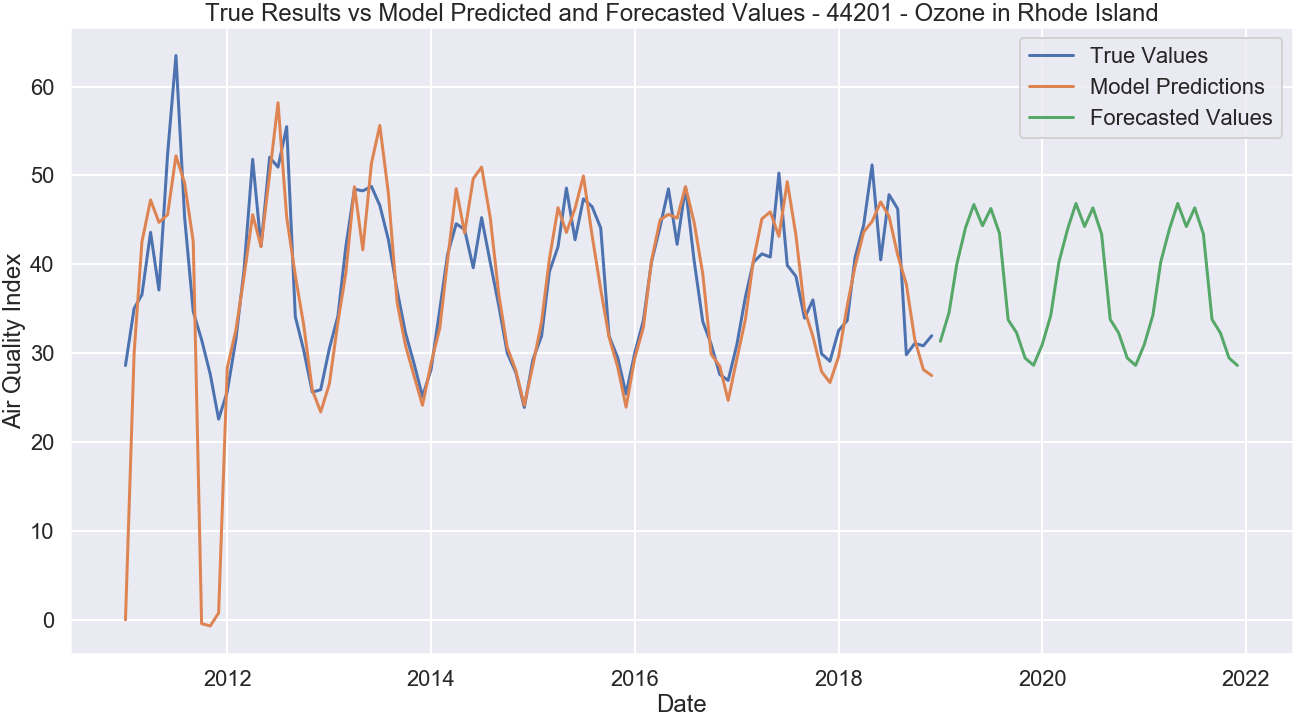 True Results vs Model Predicted and Forecasted Values - 44201 - Ozone in Rhode Island
True Values
Model Predictions
Forecasted Values
Air Quality Index
60
50
40
30
20
10
0
2012 2014 2016 2018 2020 2022
Date